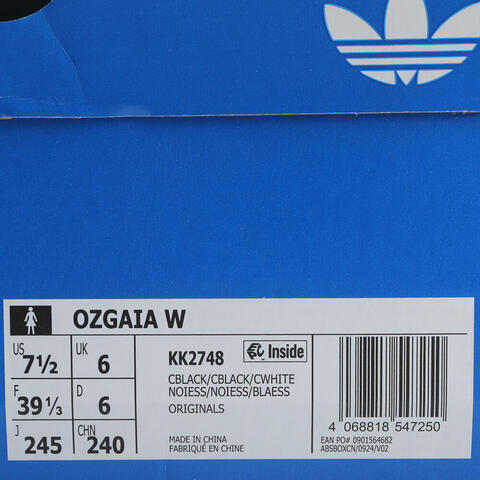 OZGAIA W
US 7½ UK 6
F 39⅓ D 6
J 245 CHN 240
KK2748 Inside
CBLACK/CBLACK/CWHITE
NOIESS/NOIESS/BLAESS
ORIGINALS
MADE IN CHINA
FABRIQUÉ EN CHINE
4 068818 547250
EAN PO# 0901564682
ABSBOXCN/0924/V02